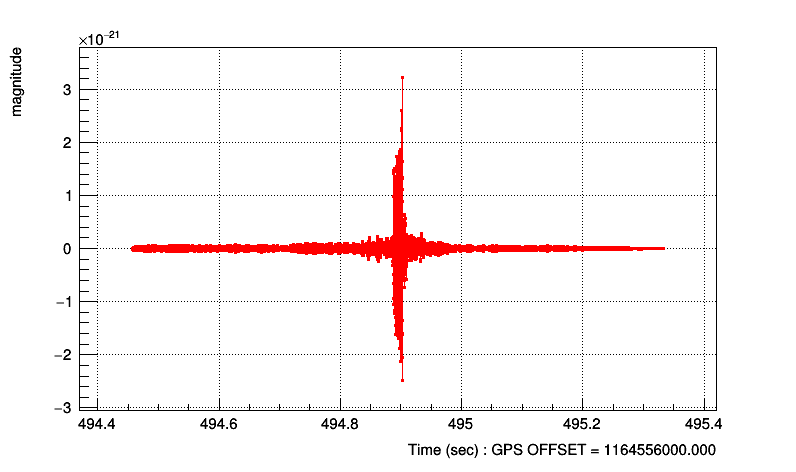 ×10⁻²¹
magnitude
3
2
1
0
−1
−2
−3
494.4 494.6 494.8 495 495.2 495.4
Time (sec) : GPS OFFSET = 1164556000.000